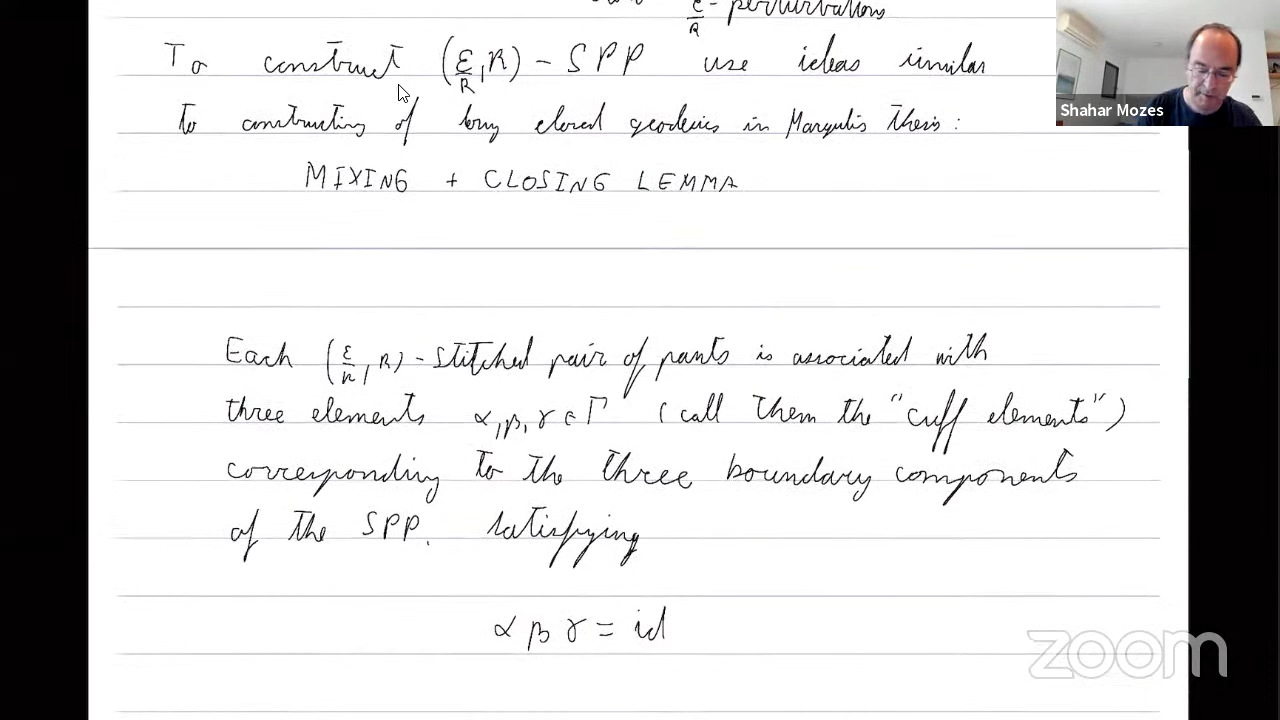 ε/R - perturbations
To construct (ε/R, R) - SPP use ideas similar
to constructing of long closed geodesics in Margulis thesis:
MIXING + CLOSING LEMMA
Each (ε/R, R) - stitched pair of pants is associated with
three elements α, β, γ ∈ Γ (call them the "cuff elements")
corresponding to the three boundary components
of the SPP. satisfying
α β γ = id
Shahar Mozes
zoom